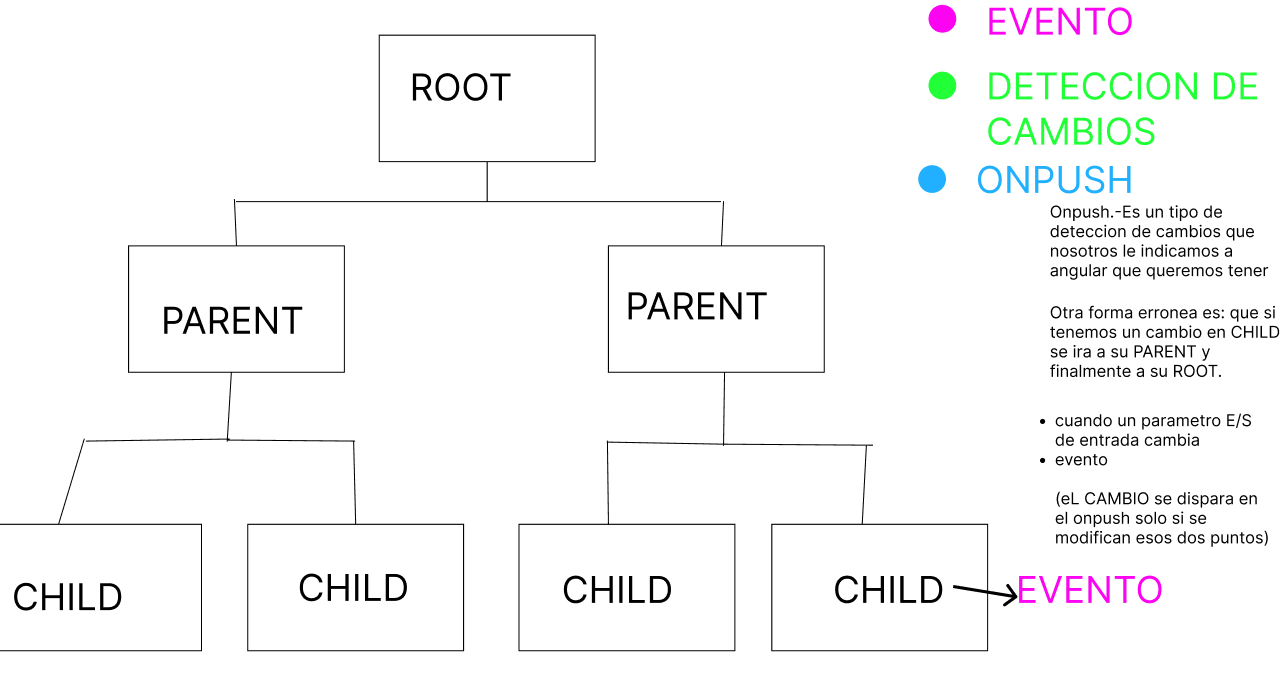 EVENTO
DETECCION DE
CAMBIOS
ONPUSH
Onpush.-Es un tipo de
deteccion de cambios que
nosotros le indicamos a
angular que queremos tener
Otra forma erronea es: que si
tenemos un cambio en CHILD
se ira a su PARENT y
finalmente a su ROOT.
• cuando un parametro E/S
de entrada cambia
• evento
(eL CAMBIO se dispara en
el onpush solo si se
modifican esos dos puntos)
ROOT
PARENT
PARENT
CHILD
CHILD
CHILD
CHILD
EVENTO